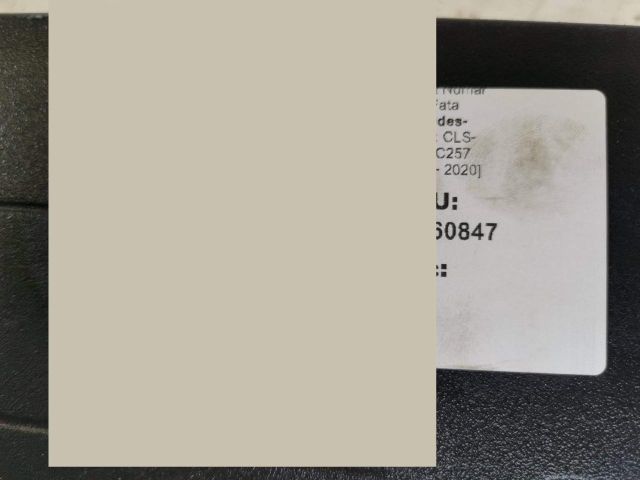 Numar
Fata
des-
: CLS-
C257
- 2020]
U:
60847
: